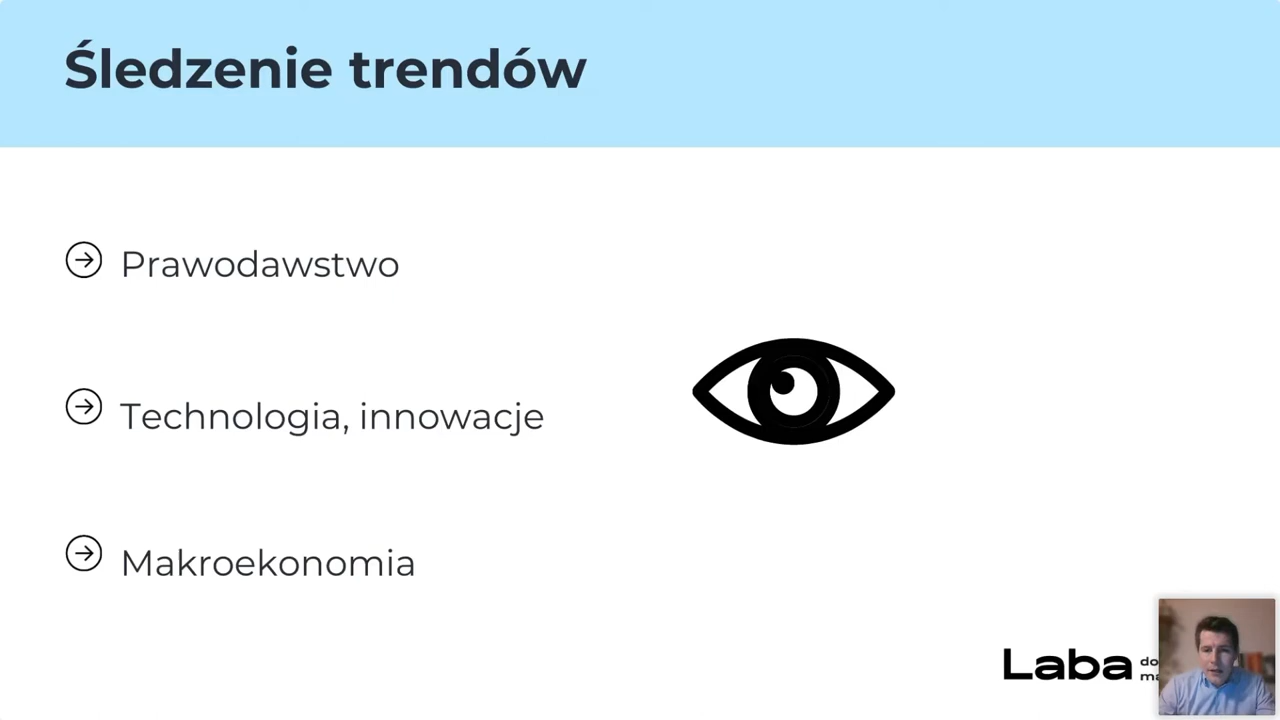 Śledzenie trendów
Prawodawstwo
Technologia, innowacje
Makroekonomia
Laba